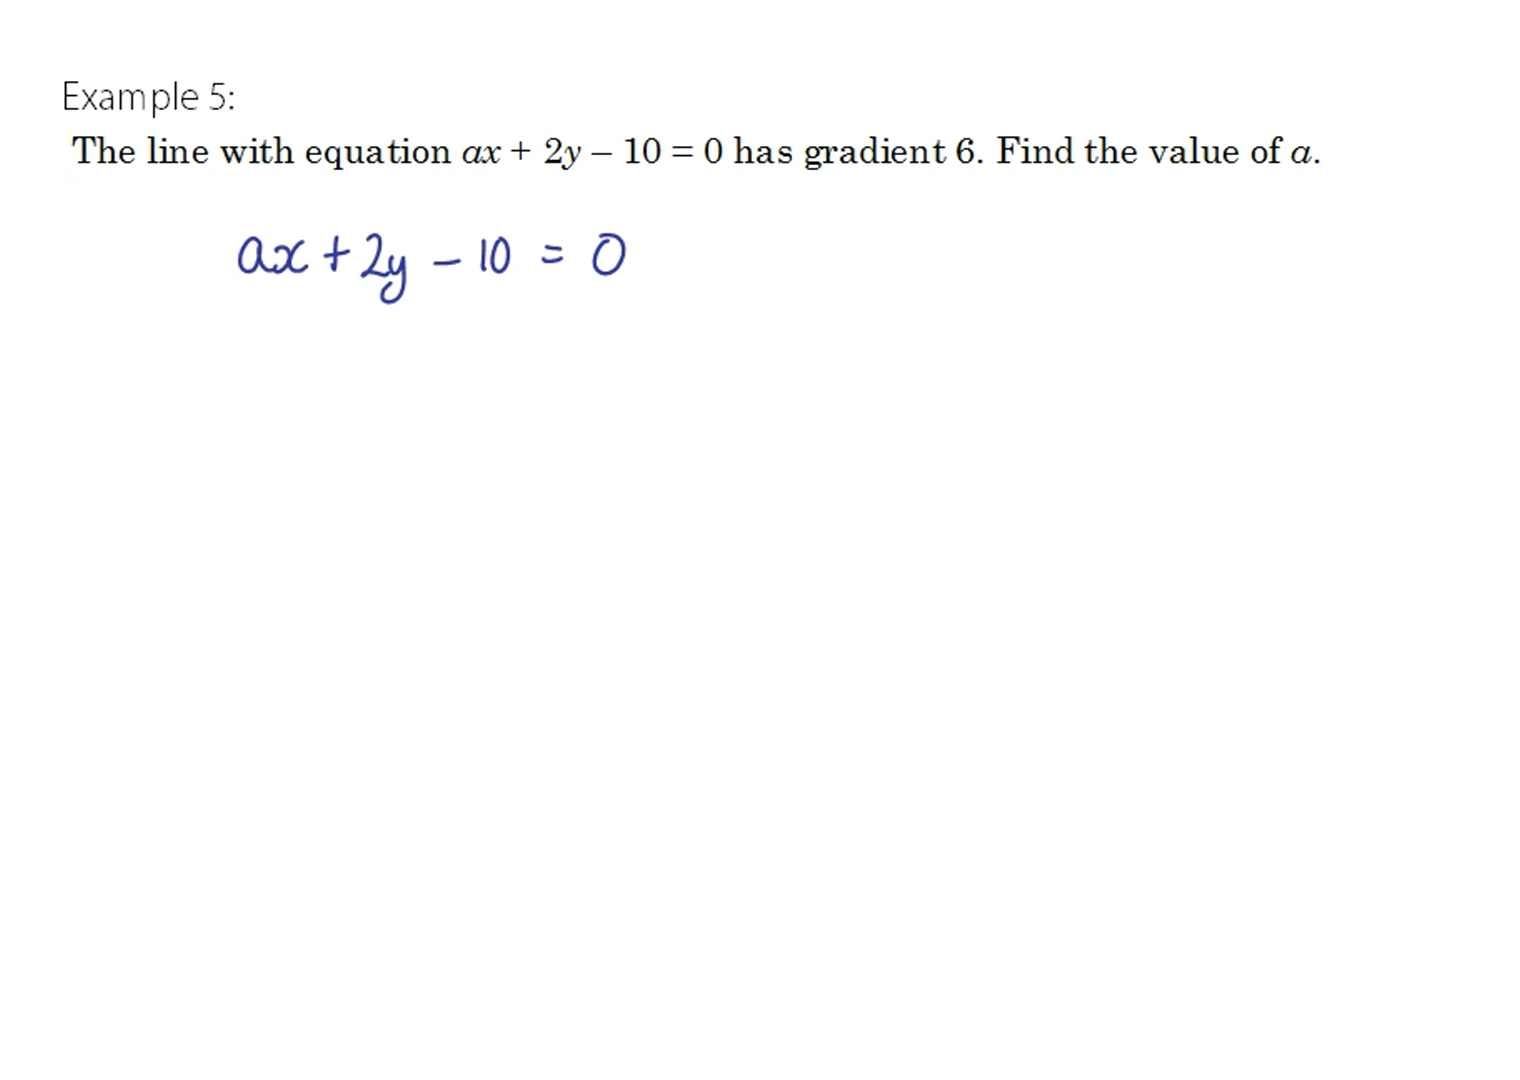 Example 5:
The line with equation ax + 2y – 10 = 0 has gradient 6. Find the value of a.
ax + 2y – 10 = 0